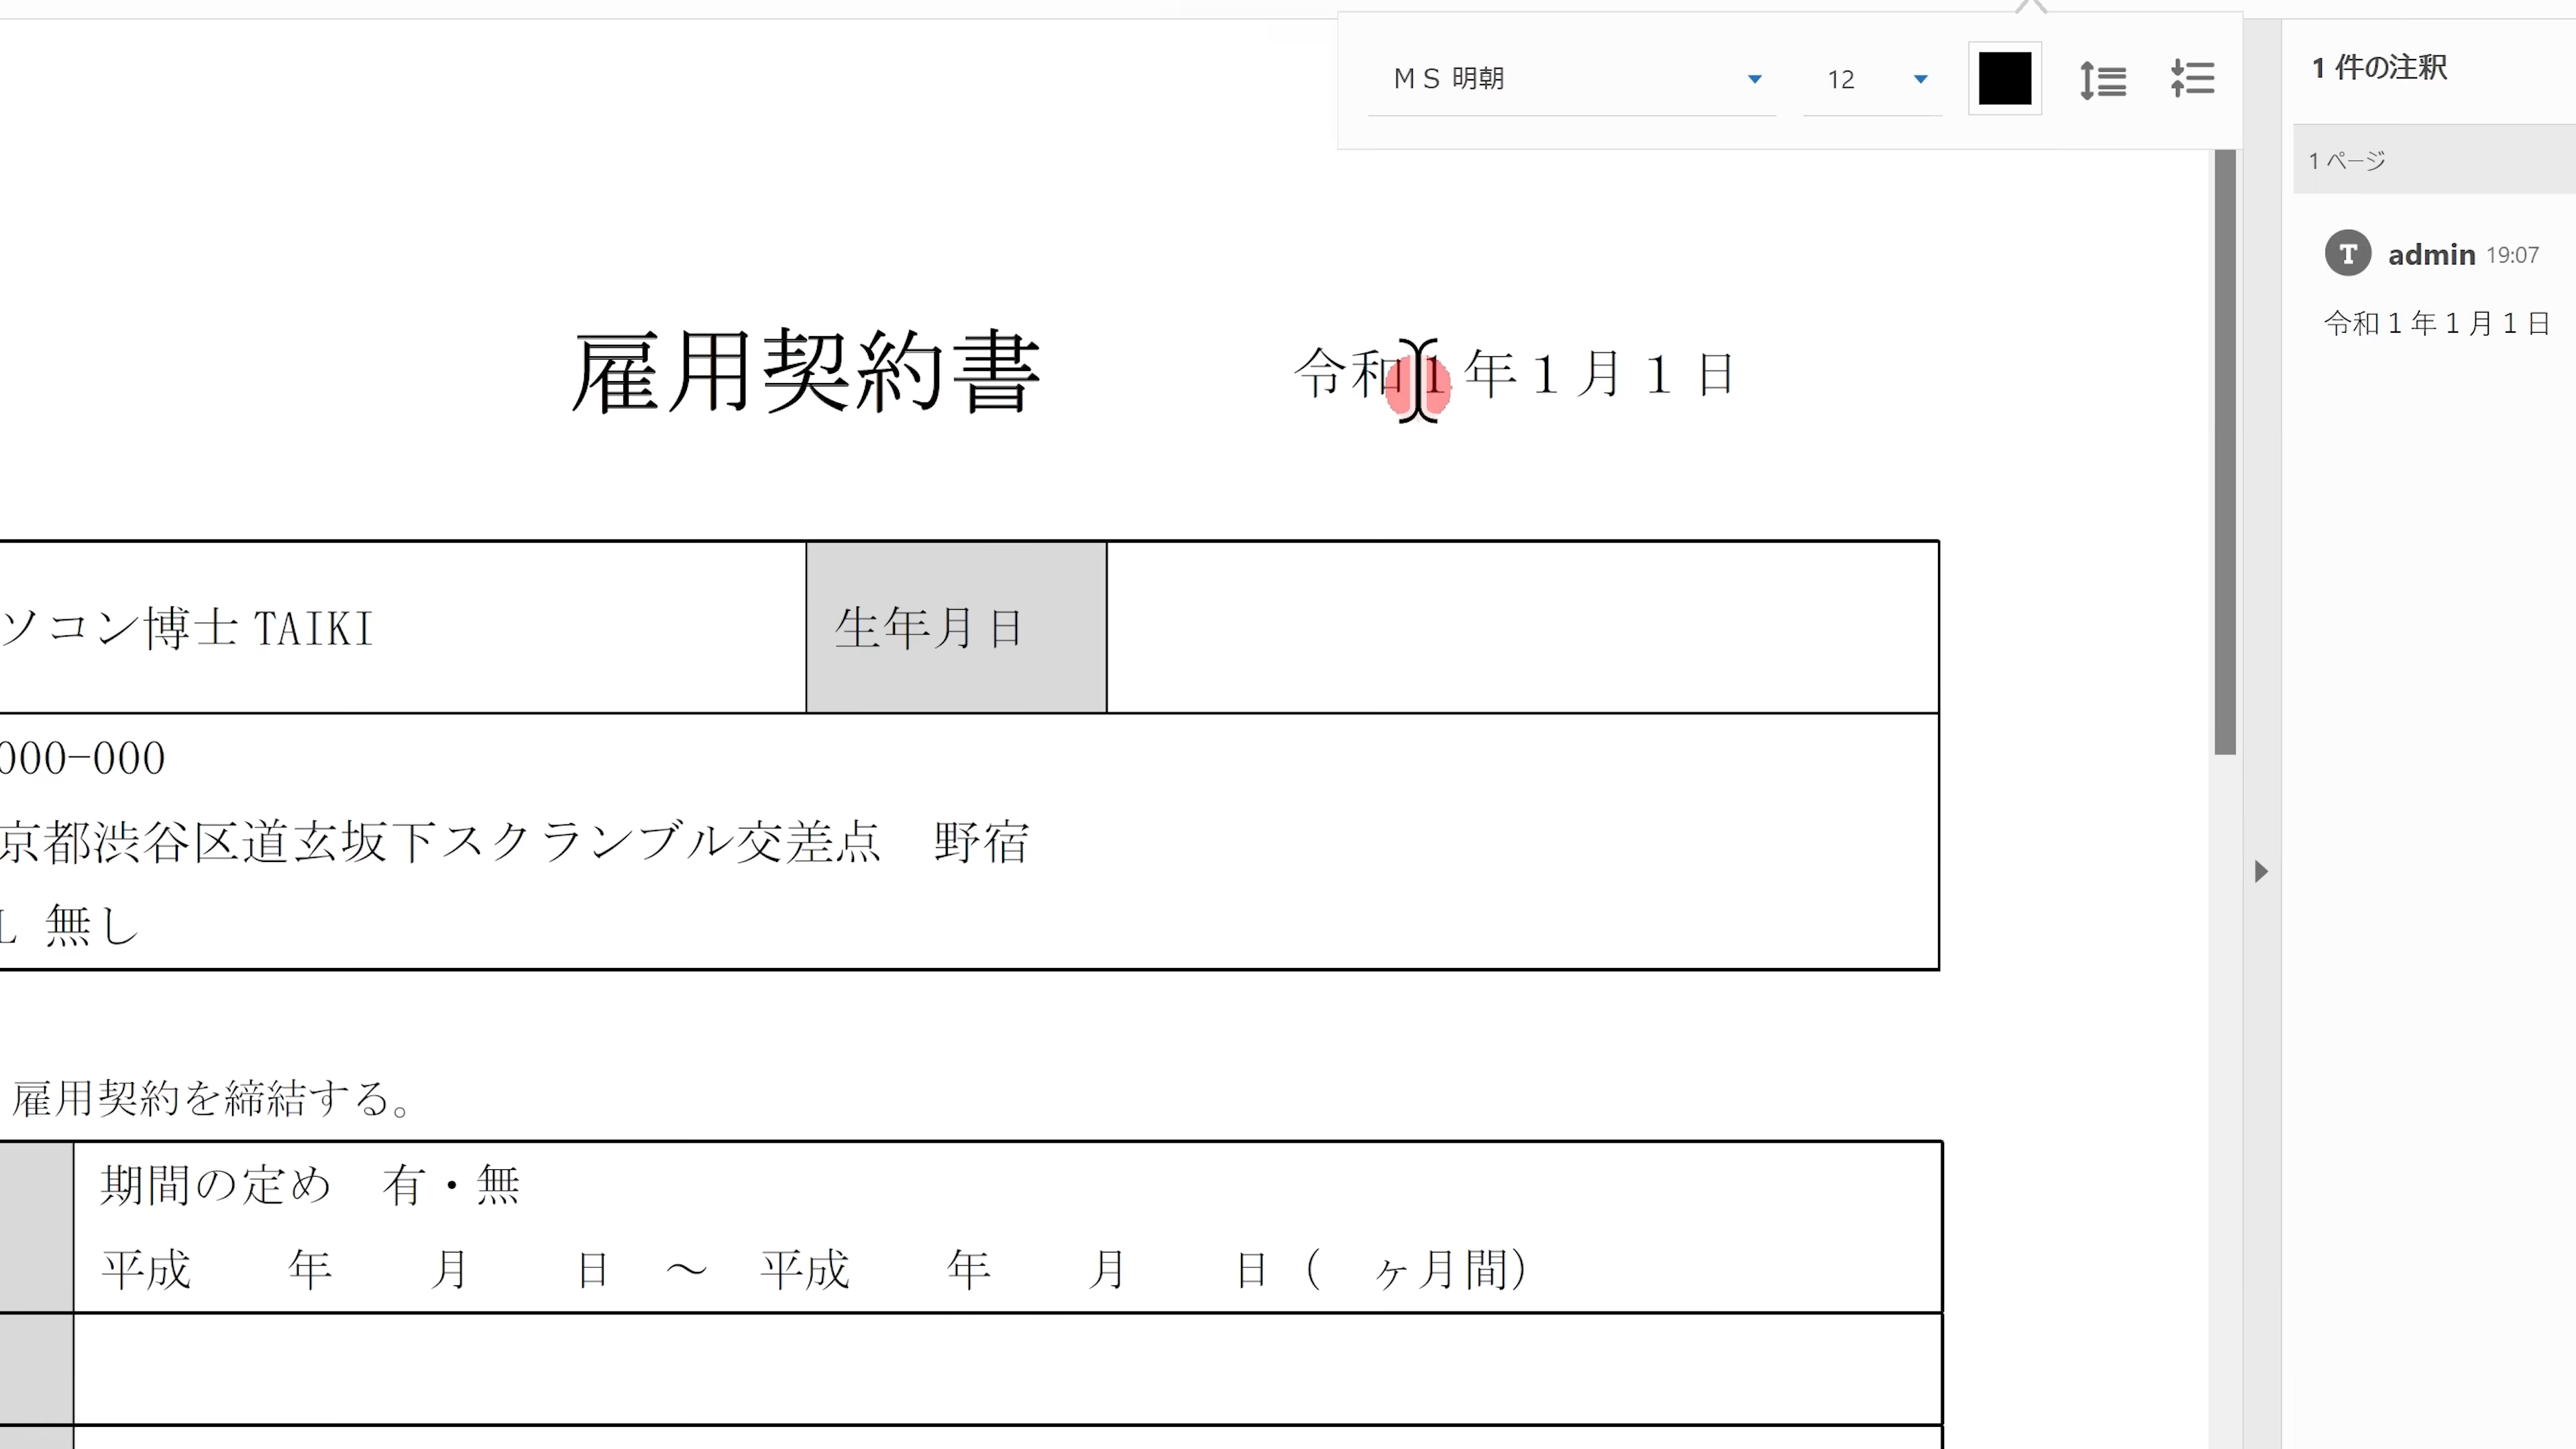 ＭＳ 明朝
12
1 件の注釈
1 ページ
T admin 19:07
令和１年１月１日
雇用契約書
令和１年１月１日
ソコン博士 TAIKI
生年月日
000-000
京都渋谷区道玄坂下スクランブル交差点　野宿
L 無し
雇用契約を締結する。
期間の定め　有・無
平成　　年　　月　　日　～　平成　　年　　月　　日（　ヶ月間）